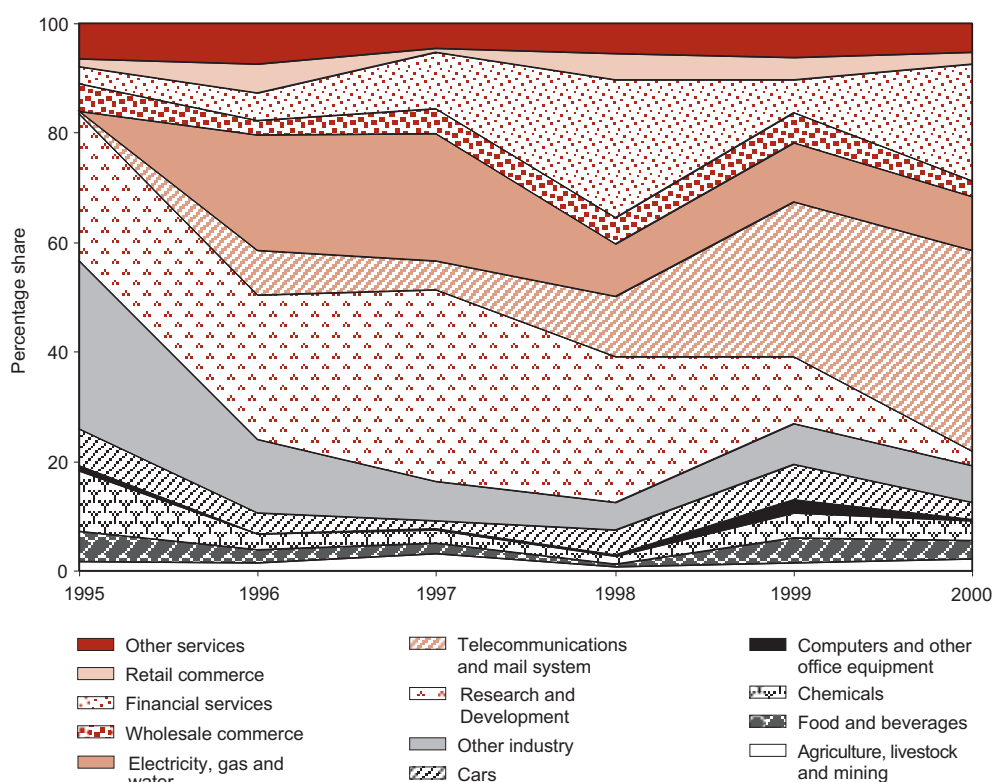 100
80
60
40
20
0
Percentage share
1995 1996 1997 1998 1999 2000
Other services
Retail commerce
Financial services
Wholesale commerce
Electricity, gas and
water
Telecommunications
and mail system
Research and
Development
Other industry
Cars
Computers and other
office equipment
Chemicals
Food and beverages
Agriculture, livestock
and mining